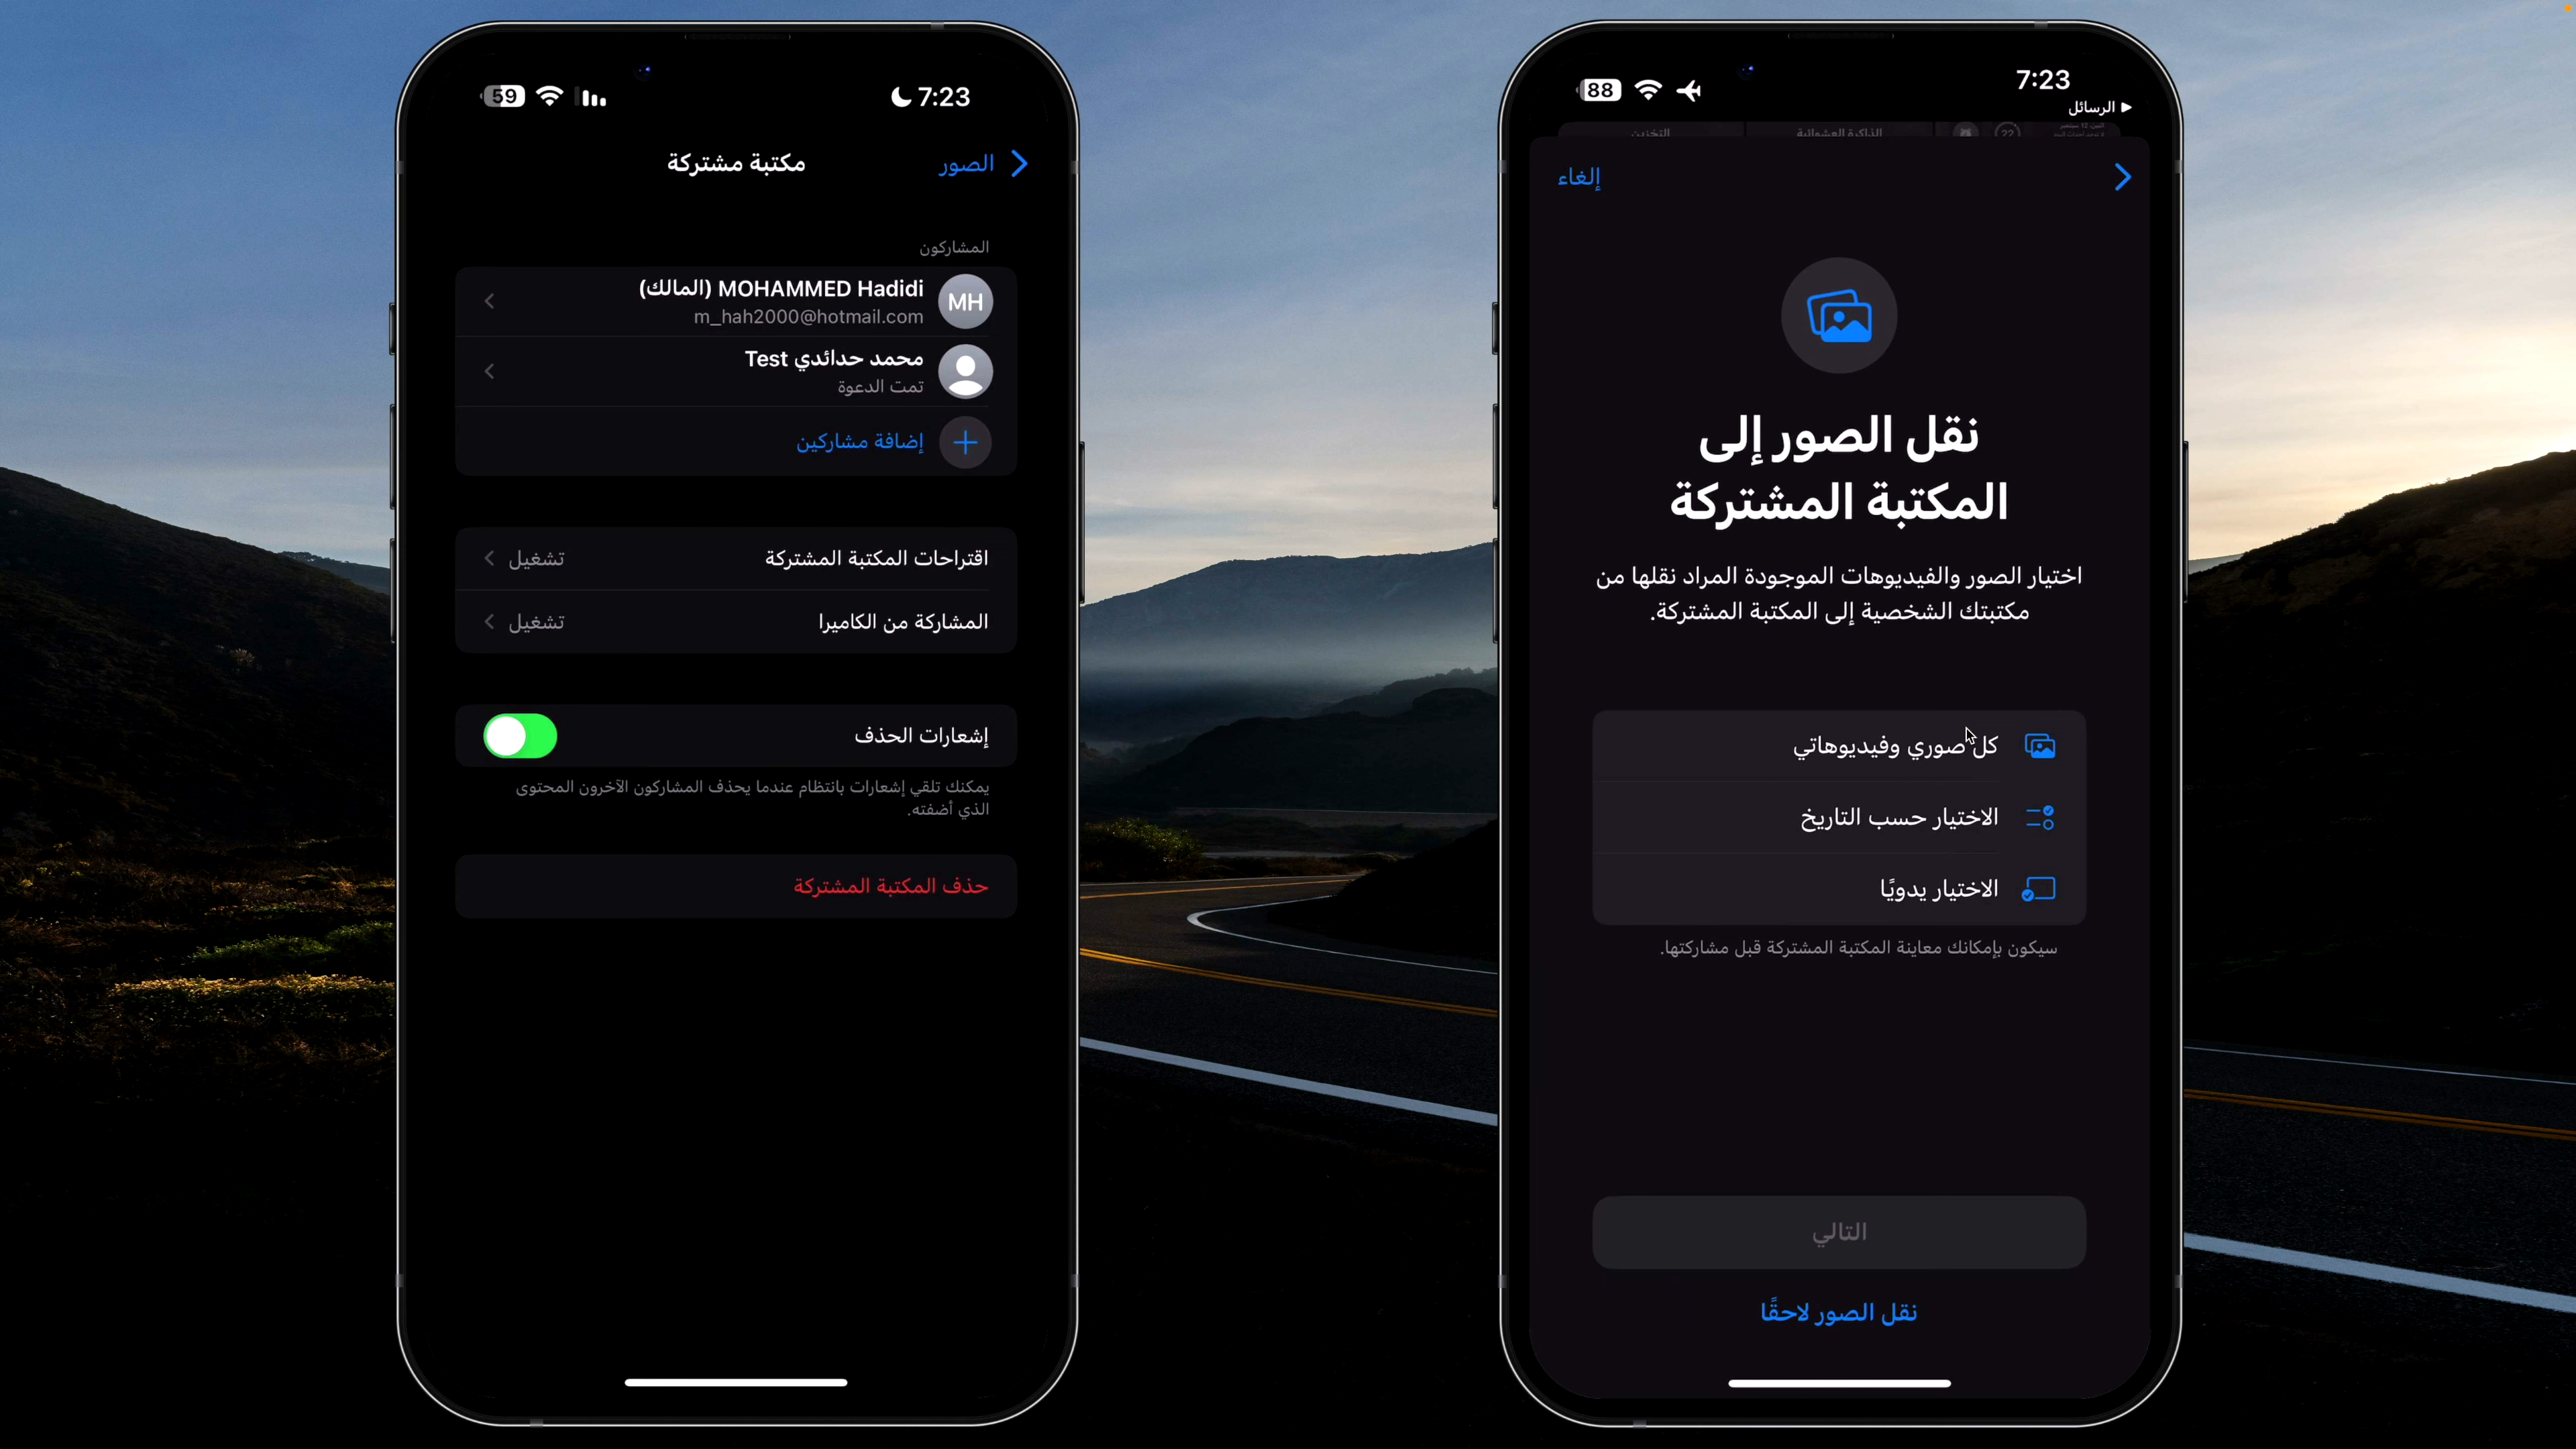 59
7:23
الصور
مكتبة مشتركة
المشاركون
MH
MOHAMMED Hadidi (المالك)
m_hah2000@hotmail.com
محمد حدائدي Test
تمت الدعوة
إضافة مشاركين
اقتراحات المكتبة المشتركة
تشغيل
المشاركة من الكاميرا
تشغيل
إشعارات الحذف
يمكنك تلقي إشعارات بانتظام عندما يحذف المشاركون الآخرون المحتوى
الذي أضفته.
حذف المكتبة المشتركة
88
7:23
الرسائل
22
الذاكرة العشوائية
التخزين
إلغاء
نقل الصور إلى
المكتبة المشتركة
اختيار الصور والفيديوهات الموجودة المراد نقلها من
مكتبتك الشخصية إلى المكتبة المشتركة.
كل صوري وفيديوهاتي
الاختيار حسب التاريخ
الاختيار يدويًا
سيكون بإمكانك معاينة المكتبة المشتركة قبل مشاركتها.
التالي
نقل الصور لاحقًا